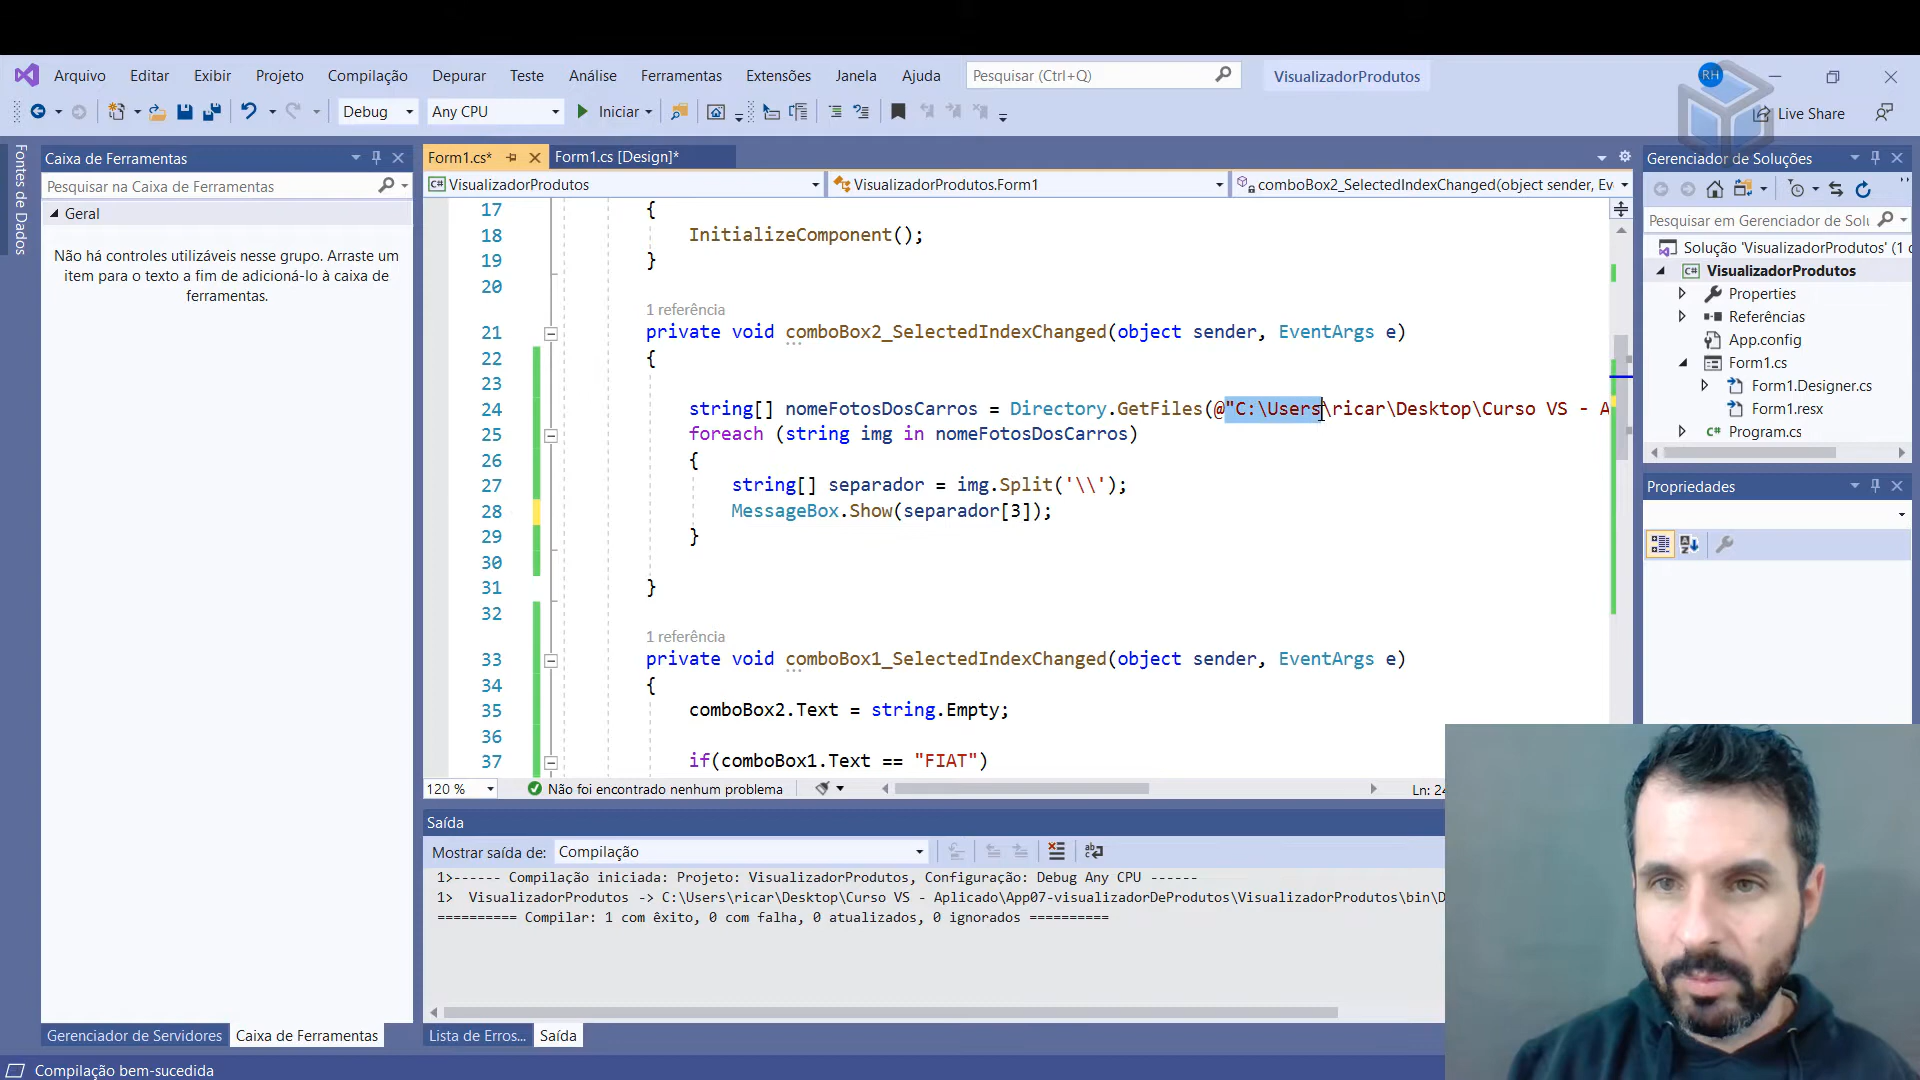 Arquivo Editar Exibir Projeto Compilação Depurar Teste Análise Ferramentas Extensões Janela Ajuda Pesquisar (Ctrl+Q) VisualizadorProdutos RH
Debug Any CPU Iniciar Live Share
Fontes de Dados
Caixa de Ferramentas
Pesquisar na Caixa de Ferramentas
Geral
Não há controles utilizáveis nesse grupo. Arraste um
item para o texto a fim de adicioná-lo à caixa de
ferramentas.
Gerenciador de Servidores Caixa de Ferramentas
Form1.cs* Form1.cs [Design]*
VisualizadorProdutos VisualizadorProdutos.Form1 comboBox2_SelectedIndexChanged(object sender, Ev
17 {
18 InitializeComponent();
19 }
20
1 referência
21 private void comboBox2_SelectedIndexChanged(object sender, EventArgs e)
22 {
23
24 string[] nomeFotosDosCarros = Directory.GetFiles(@"C:\Users\ricar\Desktop\Curso VS - A
25 foreach (string img in nomeFotosDosCarros)
26 {
27 string[] separador = img.Split('\\');
28 MessageBox.Show(separador[3]);
29 }
30
31 }
32
1 referência
33 private void comboBox1_SelectedIndexChanged(object sender, EventArgs e)
34 {
35 comboBox2.Text = string.Empty;
36
37 if(comboBox1.Text == "FIAT")
120 % Não foi encontrado nenhum problema Ln: 24
Saída
Mostrar saída de: Compilação
1>------ Compilação iniciada: Projeto: VisualizadorProdutos, Configuração: Debug Any CPU ------
1> VisualizadorProdutos -> C:\Users\ricar\Desktop\Curso VS - Aplicado\App07-visualizadorDeProdutos\VisualizadorProdutos\bin\D
========== Compilar: 1 com êxito, 0 com falha, 0 atualizados, 0 ignorados ==========
Lista de Erros... Saída
Gerenciador de Soluções
Pesquisar em Gerenciador de Solu
Solução 'VisualizadorProdutos' (1 c
VisualizadorProdutos
Properties
Referências
App.config
Form1.cs
Form1.Designer.cs
Form1.resx
Program.cs
Propriedades
Compilação bem-sucedida